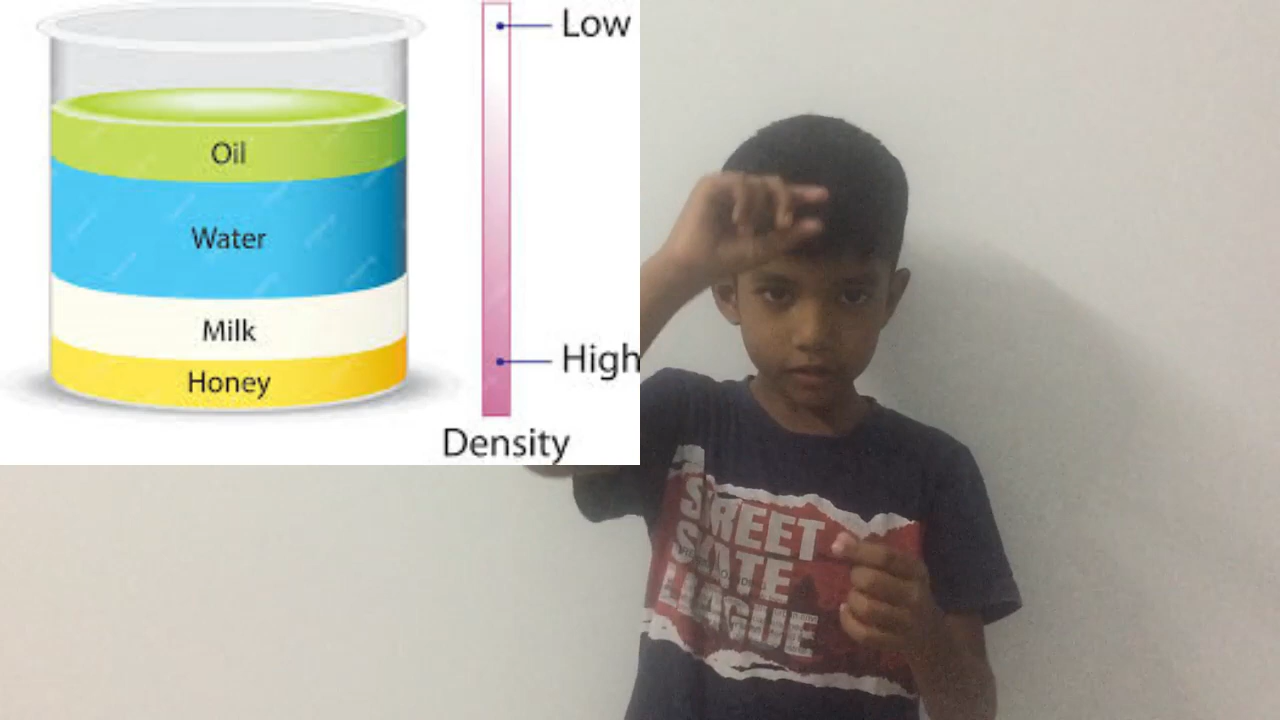 Low
Oil
Water
Milk
High
Honey
Density
STREET
SKATE
LEAGUE